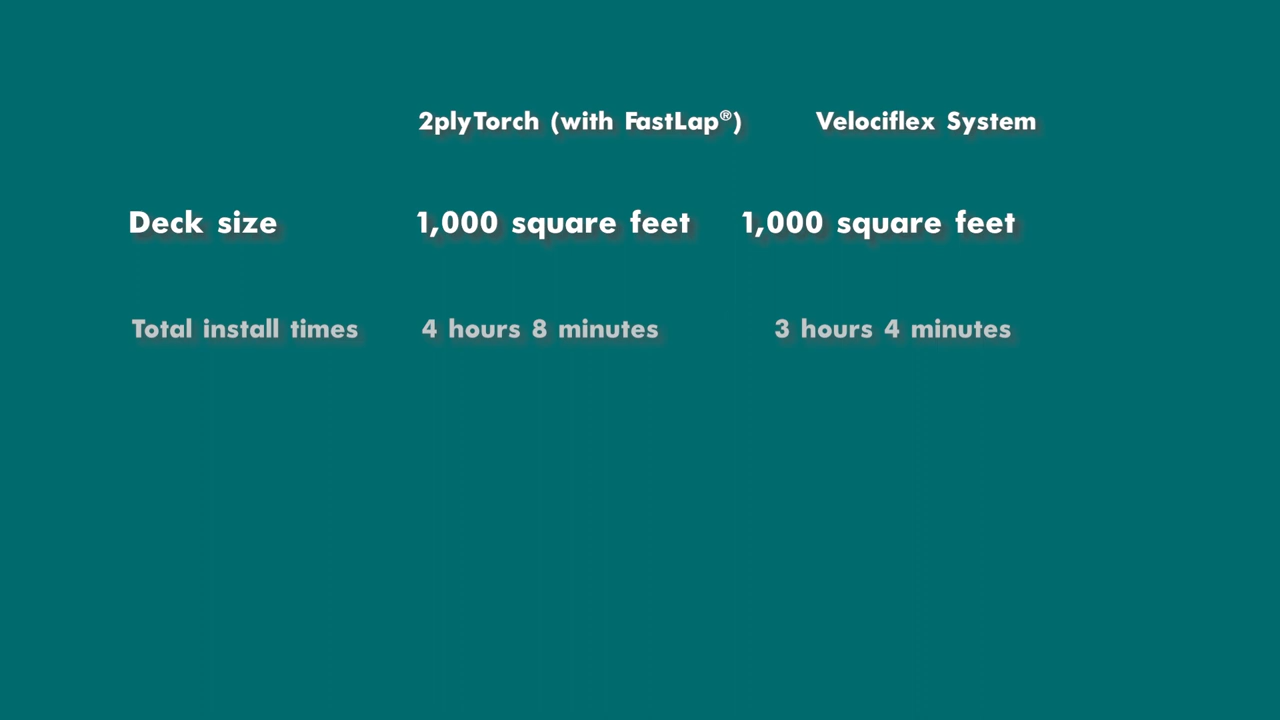 2plyTorch (with FastLap®) Velociflex System
Deck size 1,000 square feet 1,000 square feet
Total install times 4 hours 8 minutes 3 hours 4 minutes